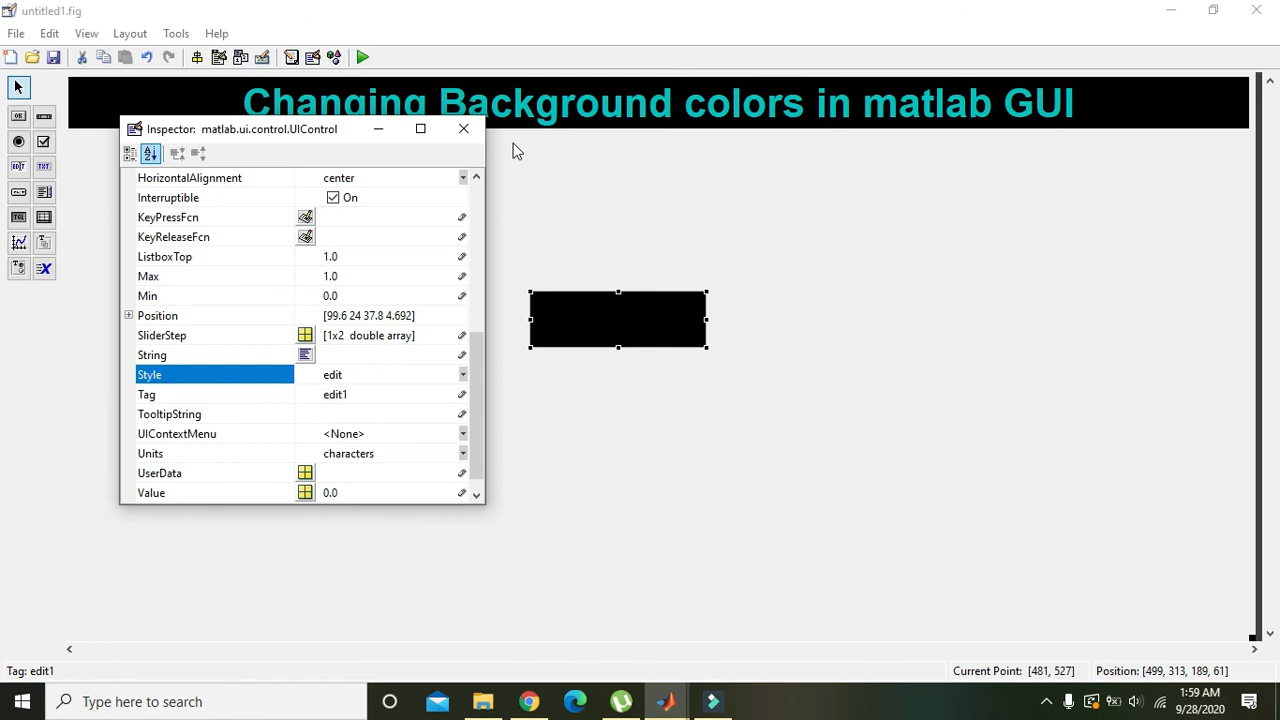 untitled1.fig
File Edit View Layout Tools Help
Changing Background colors in matlab GUI
Inspector: matlab.ui.control.UIControl
HorizontalAlignment center
Interruptible On
KeyPressFcn
KeyReleaseFcn
ListboxTop 1.0
Max 1.0
Min 0.0
Position [99.6 24 37.8 4.692]
SliderStep [1x2 double array]
String
Style edit
Tag edit1
TooltipString
UIContextMenu <None>
Units characters
UserData
Value 0.0
OK
EDIT TXT
TGL
Tag: edit1 Current Point: [481, 527] Position: [499, 313, 189, 61]
Type here to search
1:59 AM
9/28/2020